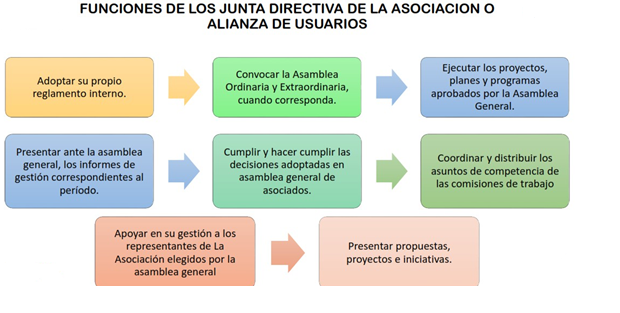 FUNCIONES DE LOS JUNTA DIRECTIVA DE LA ASOCIACION O
ALIANZA DE USUARIOS
Adoptar su propio
reglamento interno.
Convocar la Asamblea
Ordinaria y Extraordinaria,
cuando corresponda.
Ejecutar los proyectos,
planes y programas
aprobados por la Asamblea
General.
Presentar ante la asamblea
general, los informes de
gestión correspondientes al
período.
Cumplir y hacer cumplir las
decisiones adoptadas en
asamblea general de
asociados.
Coordinar y distribuir los
asuntos de competencia de
las comisiones de trabajo
Apoyar en su gestión a los
representantes de La
Asociación elegidos por la
asamblea general
Presentar propuestas,
proyectos e iniciativas.